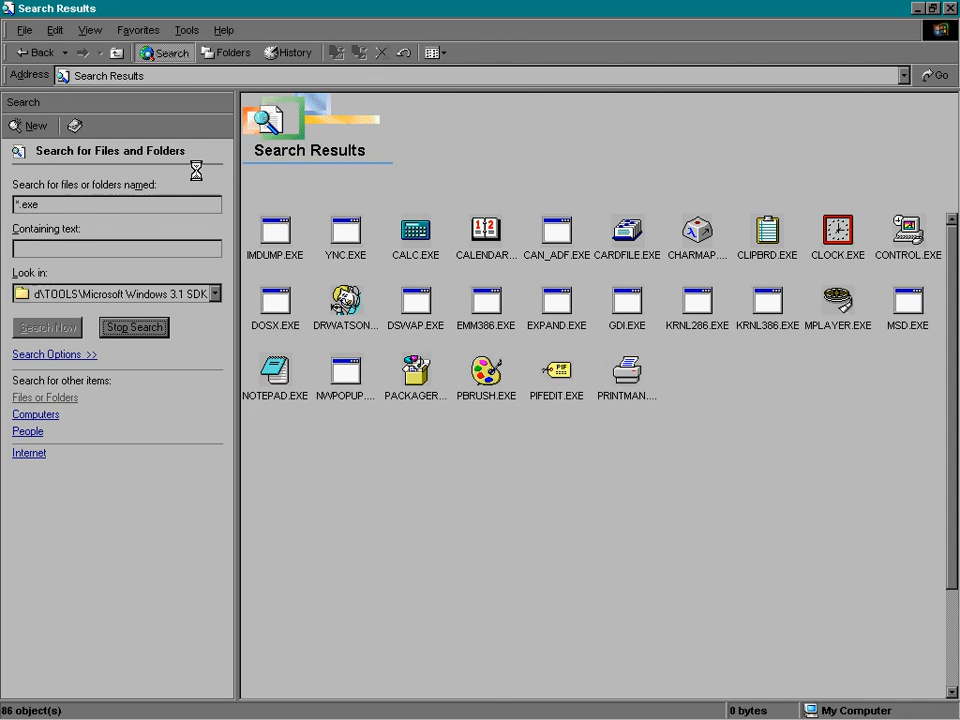 Search Results
File Edit View Favorites Tools Help
Back Search Folders History
Address Search Results Go
Search
New
Search for Files and Folders
Search for files or folders named:
*.exe
Containing text:
Look in:
d\TOOLS\Microsoft Windows 3.1 SDK
Search Now Stop Search
Search Options >>
Search for other items:
Files or Folders
Computers
People
Internet
Search Results
IMDUMP.EXE YNC.EXE CALC.EXE CALENDAR... CAN_ADF.EXE CARDFILE.EXE CHARMAP.... CLIPBRD.EXE CLOCK.EXE CONTROL.EXE
DOSX.EXE DRWATSON... DSWAP.EXE EMM386.EXE EXPAND.EXE GDI.EXE KRNL286.EXE KRNL386.EXE MPLAYER.EXE MSD.EXE
NOTEPAD.EXE NWPOPUP.... PACKAGER... PBRUSH.EXE PIFEDIT.EXE PRINTMAN....
86 object(s) 0 bytes My Computer